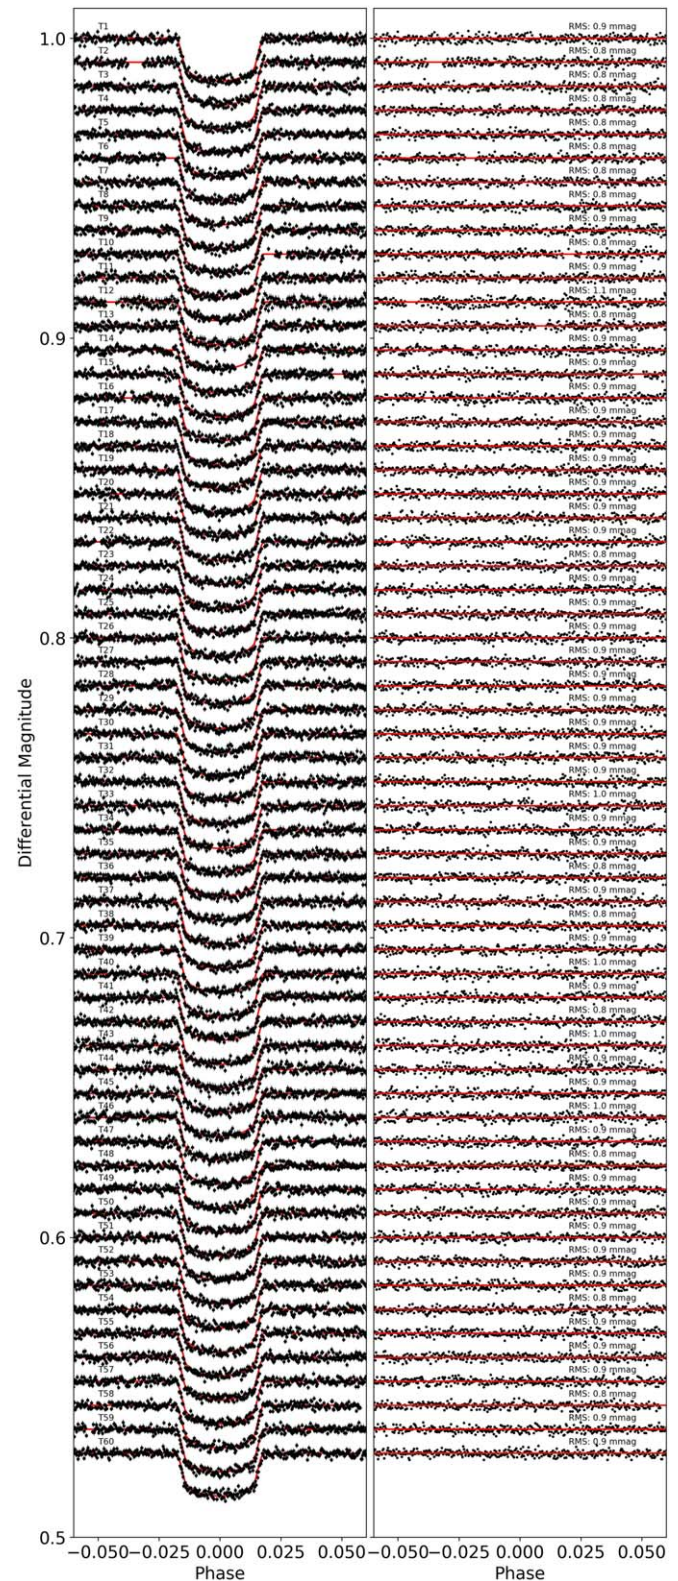 Differential Magnitude
1.0
0.9
0.8
0.7
0.6
0.5
T1 RMS: 0.9 mmag
T2 RMS: 0.8 mmag
T3 RMS: 0.8 mmag
T4 RMS: 0.8 mmag
T5 RMS: 0.8 mmag
T6 RMS: 0.8 mmag
T7 RMS: 0.8 mmag
T8 RMS: 0.8 mmag
T9 RMS: 0.9 mmag
T10 RMS: 0.8 mmag
T11 RMS: 0.9 mmag
T12 RMS: 1.1 mmag
T13 RMS: 0.8 mmag
T14 RMS: 0.9 mmag
T15 RMS: 0.9 mmag
T16 RMS: 0.9 mmag
T17 RMS: 0.9 mmag
T18 RMS: 0.9 mmag
T19 RMS: 0.9 mmag
T20 RMS: 0.9 mmag
T21 RMS: 0.9 mmag
T22 RMS: 0.9 mmag
T23 RMS: 0.8 mmag
T24 RMS: 0.9 mmag
T25 RMS: 0.9 mmag
T26 RMS: 0.9 mmag
T27 RMS: 0.9 mmag
T28 RMS: 0.9 mmag
T29 RMS: 0.9 mmag
T30 RMS: 0.9 mmag
T31 RMS: 0.9 mmag
T32 RMS: 0.9 mmag
T33 RMS: 1.0 mmag
T34 RMS: 0.9 mmag
T35 RMS: 0.9 mmag
T36 RMS: 0.8 mmag
T37 RMS: 0.9 mmag
T38 RMS: 0.8 mmag
T39 RMS: 0.9 mmag
T40 RMS: 1.0 mmag
T41 RMS: 0.9 mmag
T42 RMS: 0.8 mmag
T43 RMS: 1.0 mmag
T44 RMS: 0.9 mmag
T45 RMS: 0.9 mmag
T46 RMS: 1.0 mmag
T47 RMS: 0.9 mmag
T48 RMS: 0.8 mmag
T49 RMS: 0.9 mmag
T50 RMS: 0.9 mmag
T51 RMS: 0.9 mmag
T52 RMS: 0.9 mmag
T53 RMS: 0.9 mmag
T54 RMS: 0.8 mmag
T55 RMS: 0.9 mmag
T56 RMS: 0.9 mmag
T57 RMS: 0.9 mmag
T58 RMS: 0.8 mmag
T59 RMS: 0.9 mmag
T60 RMS: 0.9 mmag
−0.050 −0.025 0.000 0.025 0.050 −0.050 −0.025 0.000 0.025 0.050
Phase Phase